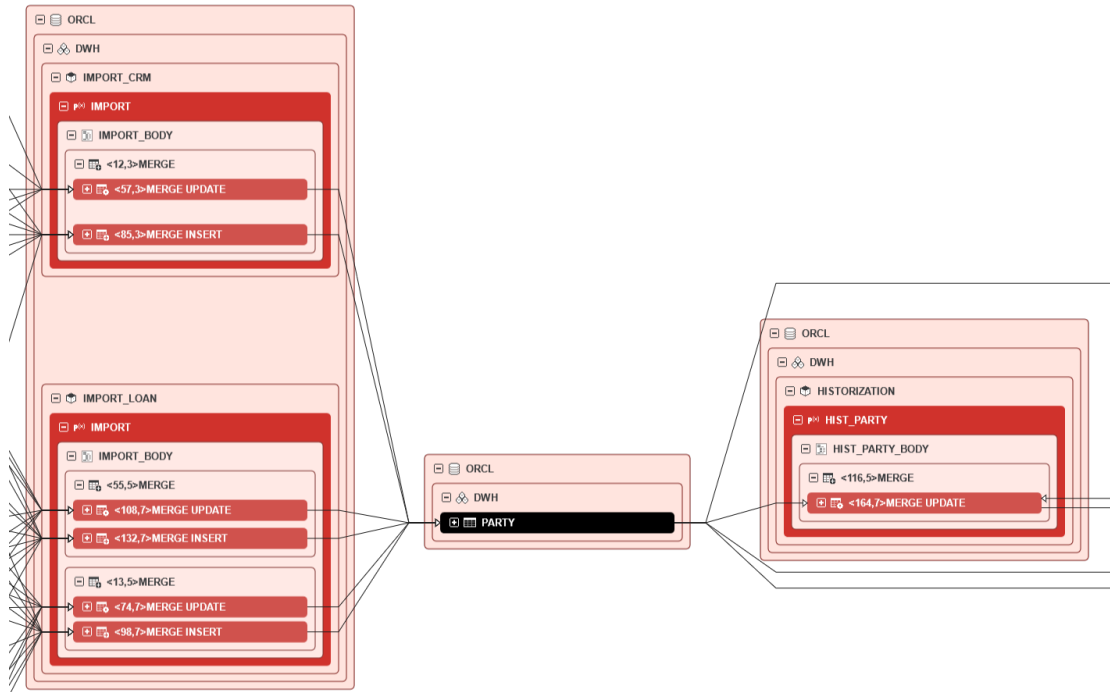 ORCL
DWH
IMPORT_CRM
P(x) IMPORT
IMPORT_BODY
<12,3>MERGE
<57,3>MERGE UPDATE
<85,3>MERGE INSERT
IMPORT_LOAN
P(x) IMPORT
IMPORT_BODY
<55,5>MERGE
<108,7>MERGE UPDATE
<132,7>MERGE INSERT
<13,5>MERGE
<74,7>MERGE UPDATE
<98,7>MERGE INSERT
ORCL
DWH
PARTY
ORCL
DWH
HISTORIZATION
P(x) HIST_PARTY
HIST_PARTY_BODY
<116,5>MERGE
<164,7>MERGE UPDATE